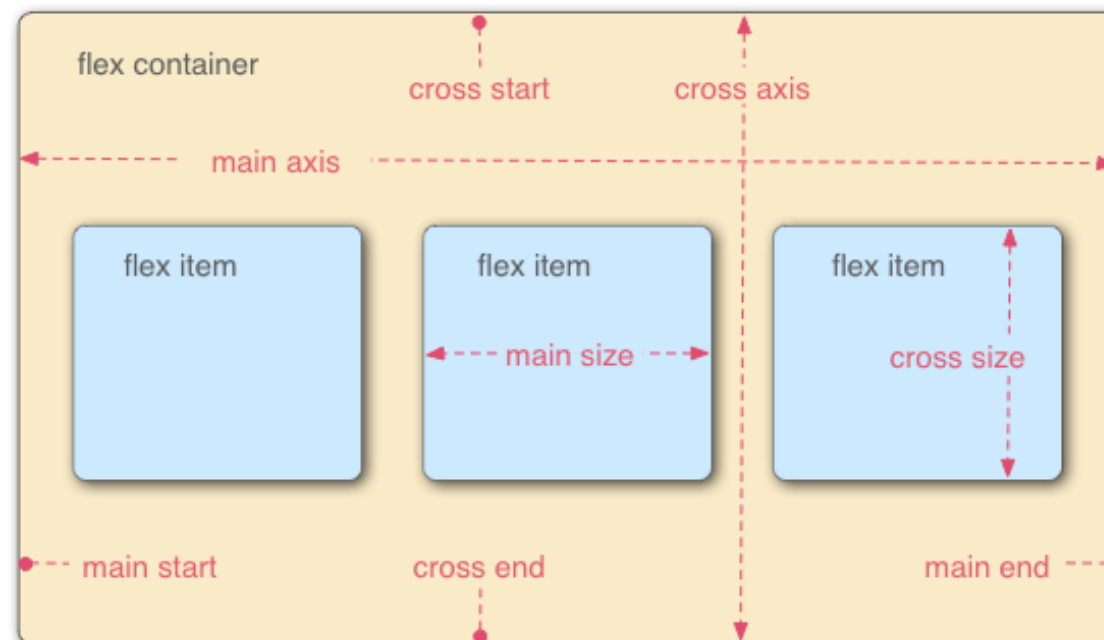 flex container
cross start
cross axis
main axis
flex item
flex item
flex item
main size
cross size
main start
cross end
main end